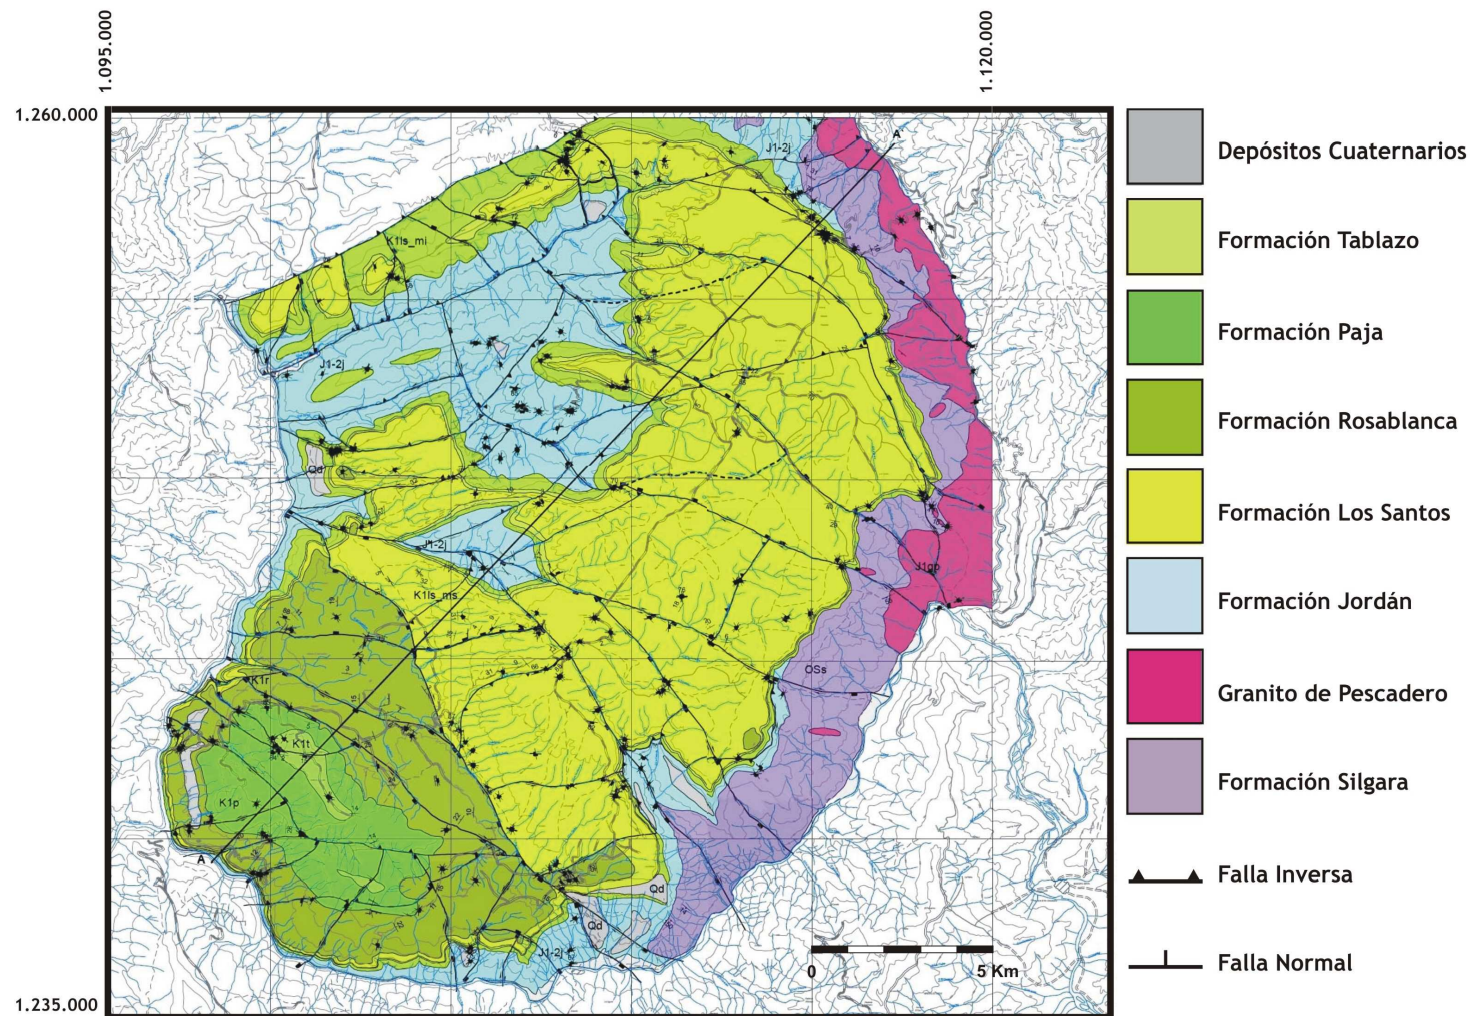 1.095.000
1.120.000
1.260.000
A
J1-2j
K1ls_mi
J1-2j
Qd
J1-2j
K1ls_ms
J1gp
OSs
K1r
K1t
K1p
A
Qd
Qd
J1-2j
0
5 Km
1.235.000
Depósitos Cuaternarios
Formación Tablazo
Formación Paja
Formación Rosablanca
Formación Los Santos
Formación Jordán
Granito de Pescadero
Formación Silgara
Falla Inversa
Falla Normal